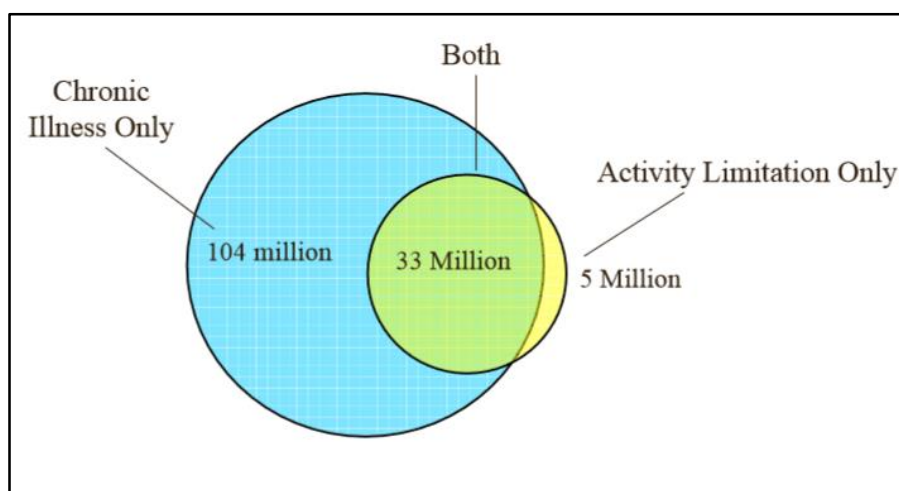 Both
Chronic
Illness Only
Activity Limitation Only
104 million
33 Million
5 Million